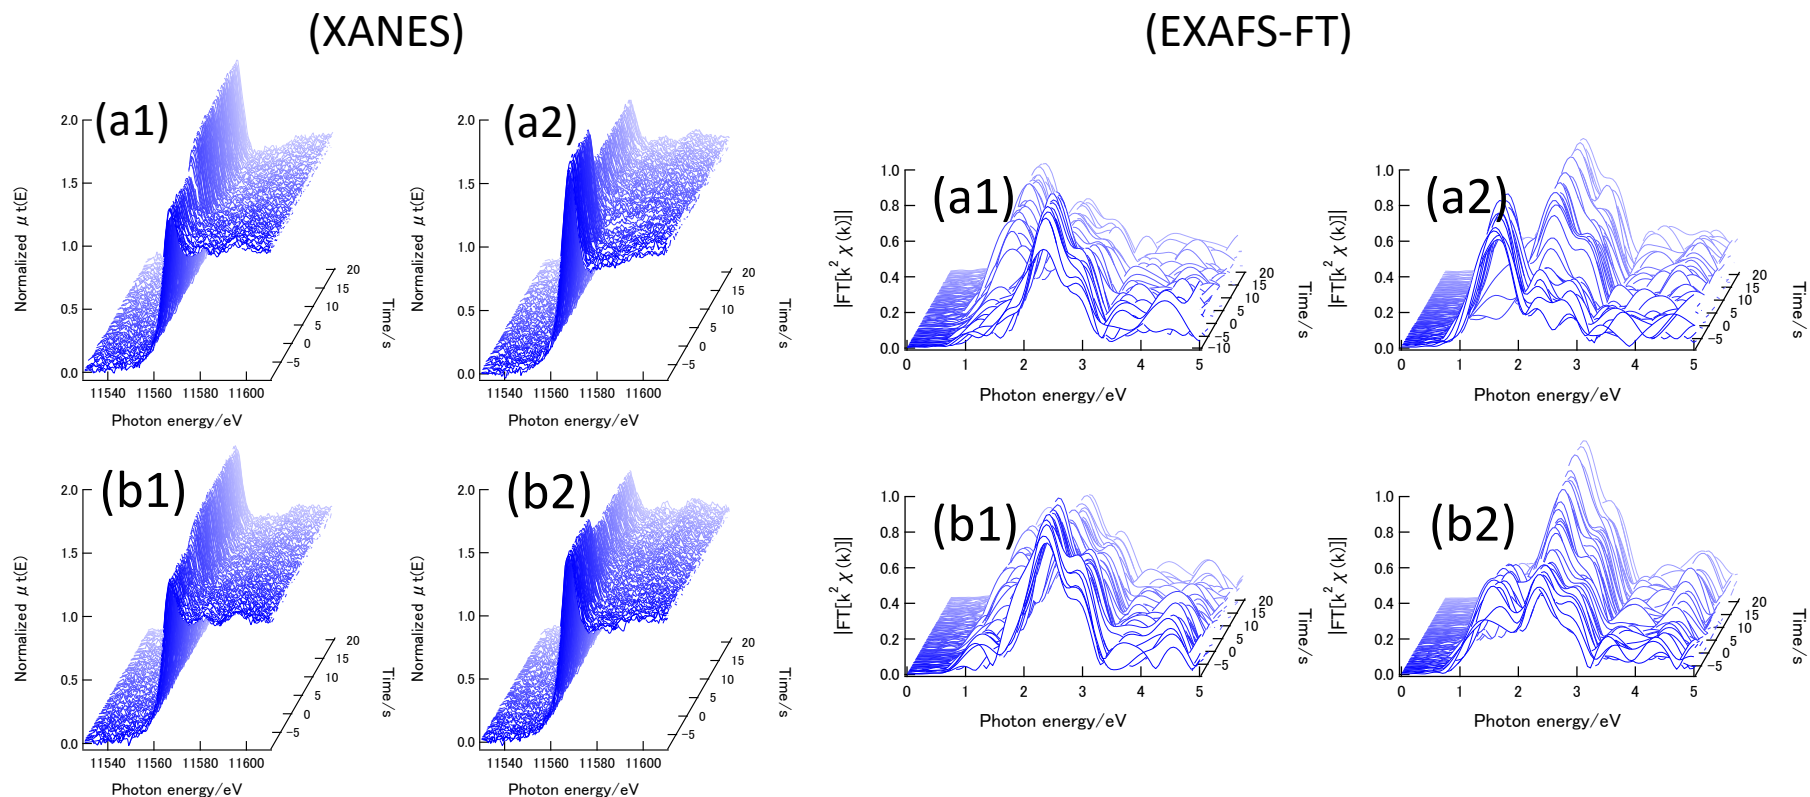 (XANES)
(EXAFS-FT)
(a1)
2.0
1.5
1.0
0.5
0.0
Normalized μt(E)
11540 11560 11580 11600
Photon energy/eV
20
15
10
5
0
-5
Time/s
(a2)
2.0
1.5
1.0
0.5
0.0
Normalized μt(E)
11540 11560 11580 11600
Photon energy/eV
20
15
10
5
0
-5
Time/s
(a1)
1.0
0.8
0.6
0.4
0.2
0.0
|FT[k² χ(k)]|
0 1 2 3 4 5
Photon energy/eV
20
15
10
5
0
-5
-10
Time/s
(a2)
1.0
0.8
0.6
0.4
0.2
0.0
|FT[k² χ(k)]|
0 1 2 3 4 5
Photon energy/eV
20
15
10
5
0
-5
Time/s
(b1)
2.0
1.5
1.0
0.5
0.0
Normalized μt(E)
11540 11560 11580 11600
Photon energy/eV
20
15
10
5
0
-5
Time/s
(b2)
2.0
1.5
1.0
0.5
0.0
Normalized μt(E)
11540 11560 11580 11600
Photon energy/eV
20
15
10
5
0
-5
Time/s
(b1)
1.0
0.8
0.6
0.4
0.2
0.0
|FT[k² χ(k)]|
0 1 2 3 4 5
Photon energy/eV
20
15
10
5
0
-5
Time/s
(b2)
1.0
0.8
0.6
0.4
0.2
0.0
|FT[k² χ(k)]|
0 1 2 3 4 5
Photon energy/eV
20
15
10
5
0
-5
Time/s